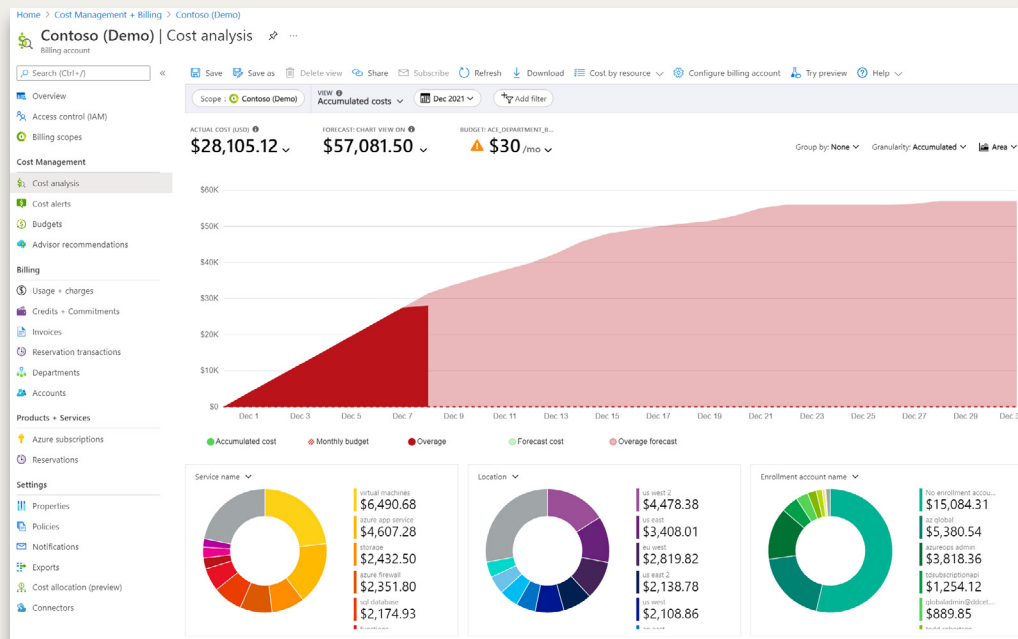 Home > Cost Management + Billing > Contoso (Demo)
Contoso (Demo) | Cost analysis
Billing account
Search (Ctrl+/)
Overview
Access control (IAM)
Billing scopes
Cost Management
Cost analysis
Cost alerts
Budgets
Advisor recommendations
Billing
Usage + charges
Credits + Commitments
Invoices
Reservation transactions
Departments
Accounts
Products + Services
Azure subscriptions
Reservations
Settings
Properties
Policies
Notifications
Exports
Cost allocation (preview)
Connectors
Save Save as Delete view Share Subscribe Refresh Download Cost by resource Configure billing account Try preview Help
Scope : Contoso (Demo) VIEW Accumulated costs Dec 2021 Add filter
ACTUAL COST (USD) FORECAST: CHART VIEW ON BUDGET: ACE_DEPARTMENT_B...
$28,105.12 $57,081.50 $30 /mo
Group by: None Granularity: Accumulated Area
$60K
$50K
$40K
$30K
$20K
$10K
$0
Dec 1 Dec 3 Dec 5 Dec 7 Dec 9 Dec 11 Dec 13 Dec 15 Dec 17 Dec 19 Dec 21 Dec 23 Dec 25 Dec 27 Dec 29 Dec
Accumulated cost Monthly budget Overage Forecast cost Overage forecast
Service name
virtual machines
$6,490.68
azure app service
$4,607.28
storage
$2,432.50
azure firewall
$2,351.80
sql database
$2,174.93
Location
us west 2
$4,478.38
us east
$3,408.01
eu west
$2,819.82
us east 2
$2,138.78
us west
$2,108.86
Enrollment account name
No enrollment accou...
$15,084.31
az global
$5,380.54
azureops admin
$3,818.36
tdsubscriptionapi
$1,254.12
globaladmin@ddcet...
$889.85